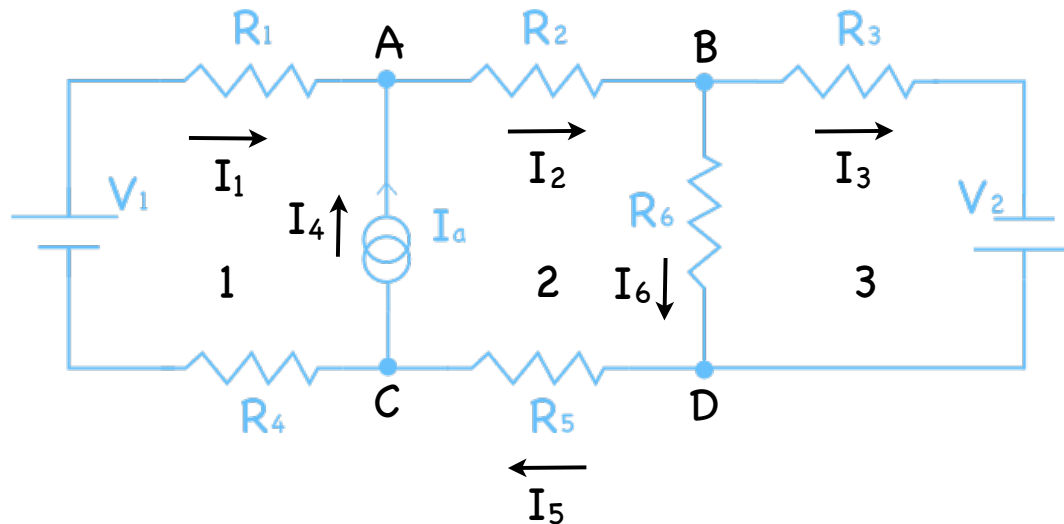 R₁ A R₂ B R₃
I₁ I₂ I₃
V₁ I₄ Iₐ R₆ V₂
1 2 I₆ 3
R₄ C R₅ D
I₅